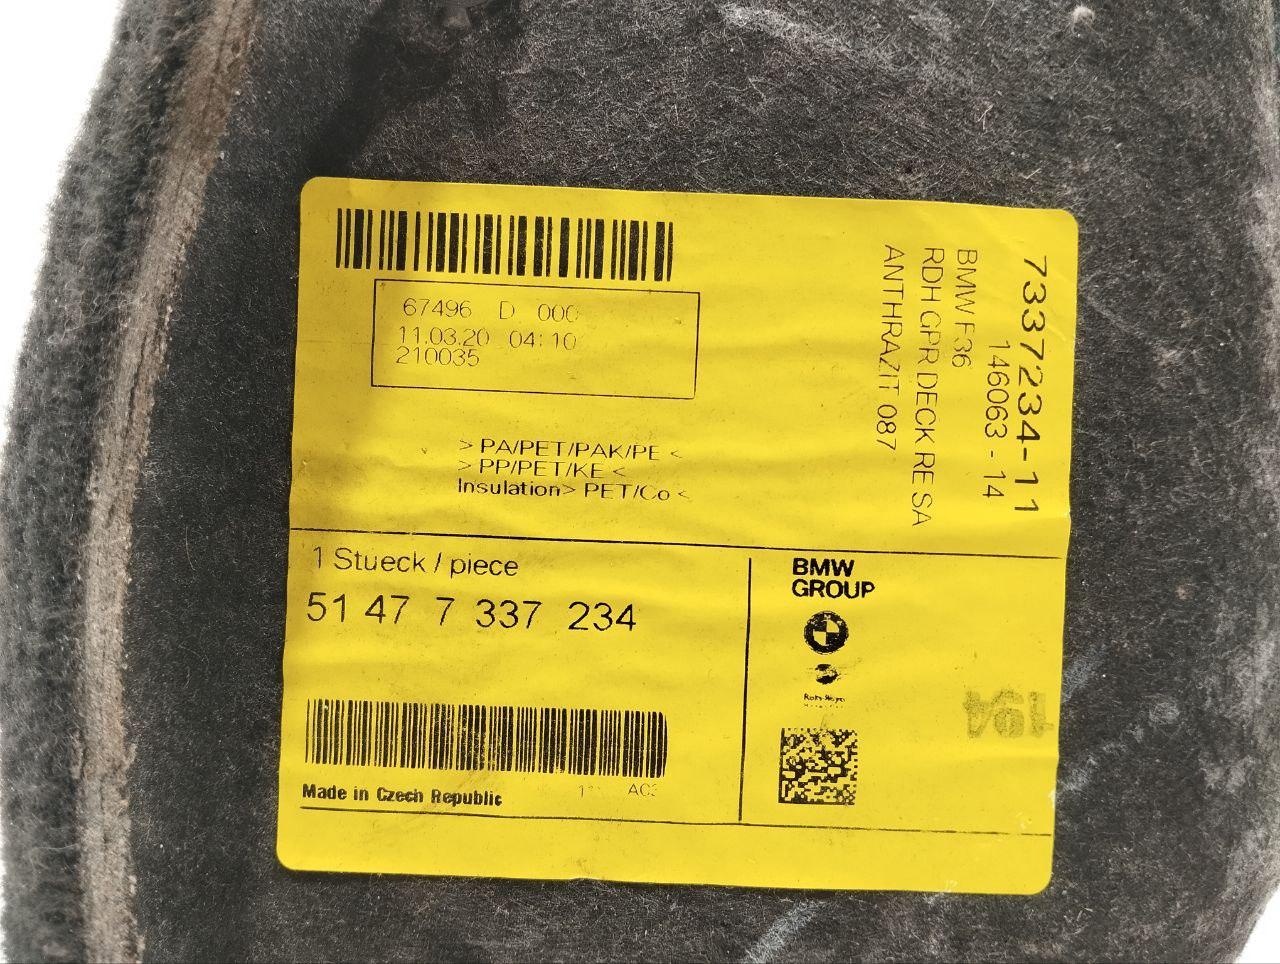 67496 D 000
11.03.20 04:10
210035
> PA/PET/PAK/PE <
> PP/PET/KE <
Insulation> PET/Co <
7337234-11
146063 - 14
BMW F36
RDH GPR DECK RE SA
ANTHRAZIT 087
1 Stueck / piece
51 47 7 337 234
Made in Czech Republic
BMW
GROUP
194